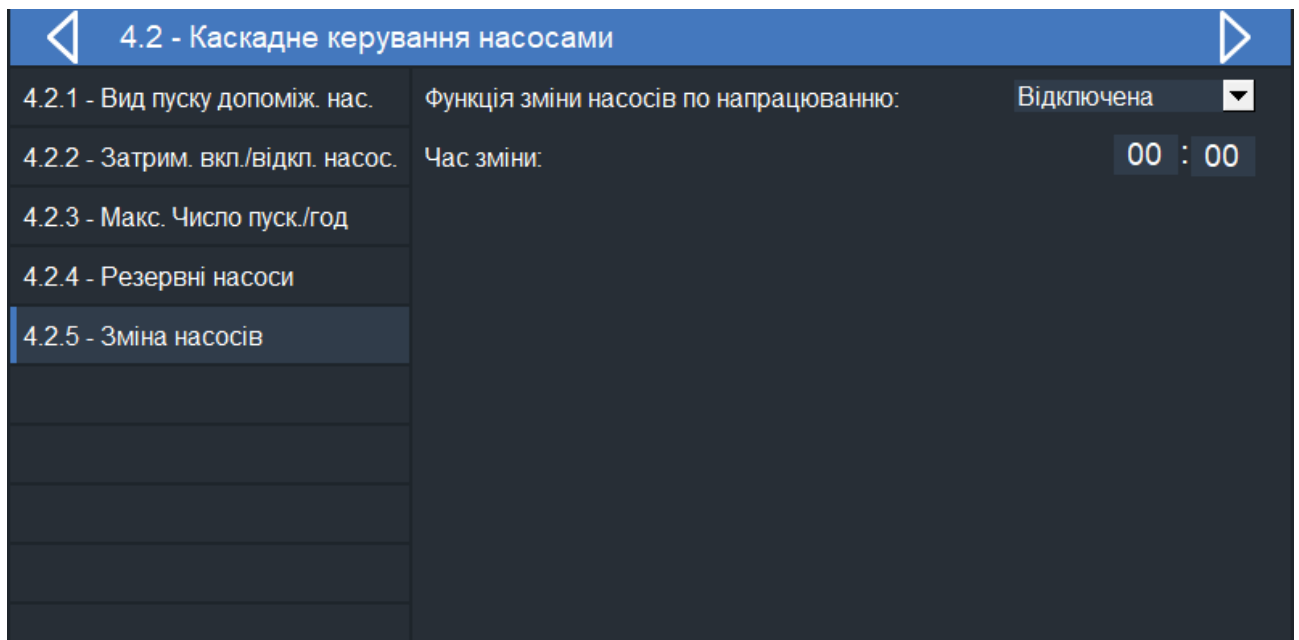 4.2 - Каскадне керування насосами
4.2.1 - Вид пуску допоміж. нас.
Функція зміни насосів по напрацюванню:
Відключена
4.2.2 - Затрим. вкл./відкл. насос.
Час зміни:
00 : 00
4.2.3 - Макс. Число пуск./год
4.2.4 - Резервні насоси
4.2.5 - Зміна насосів